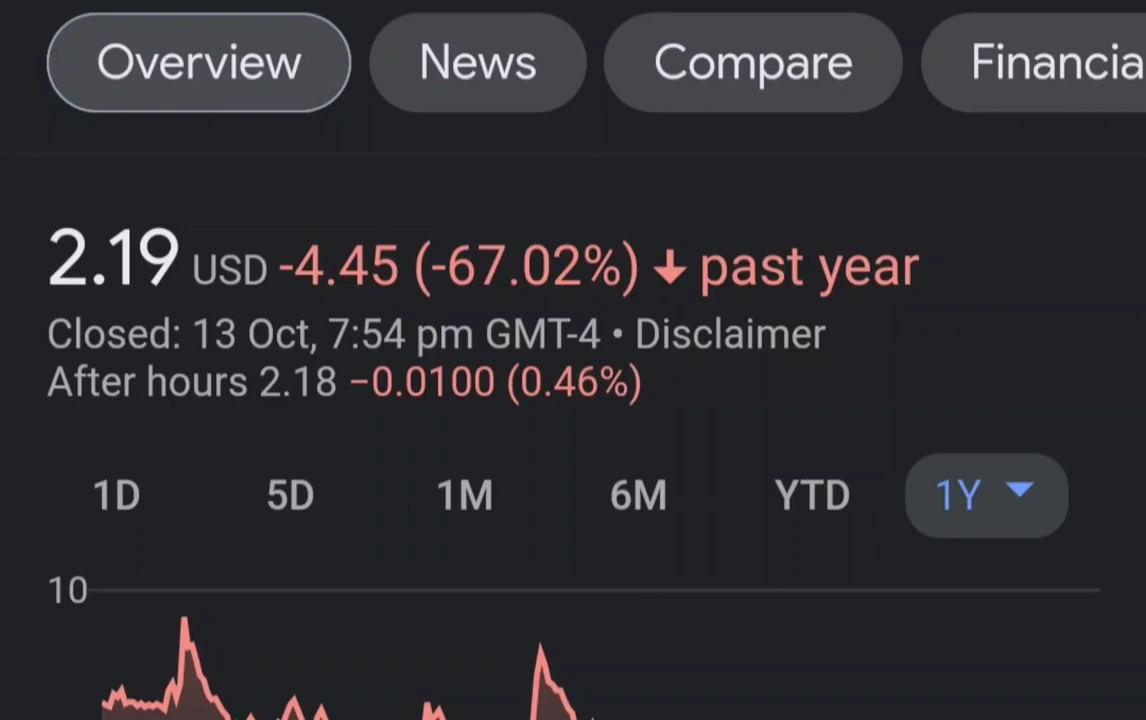 Overview News Compare Financia
2.19 USD -4.45 (-67.02%) ↓ past year
Closed: 13 Oct, 7:54 pm GMT-4 • Disclaimer
After hours 2.18 −0.0100 (0.46%)
1D 5D 1M 6M YTD 1Y
10